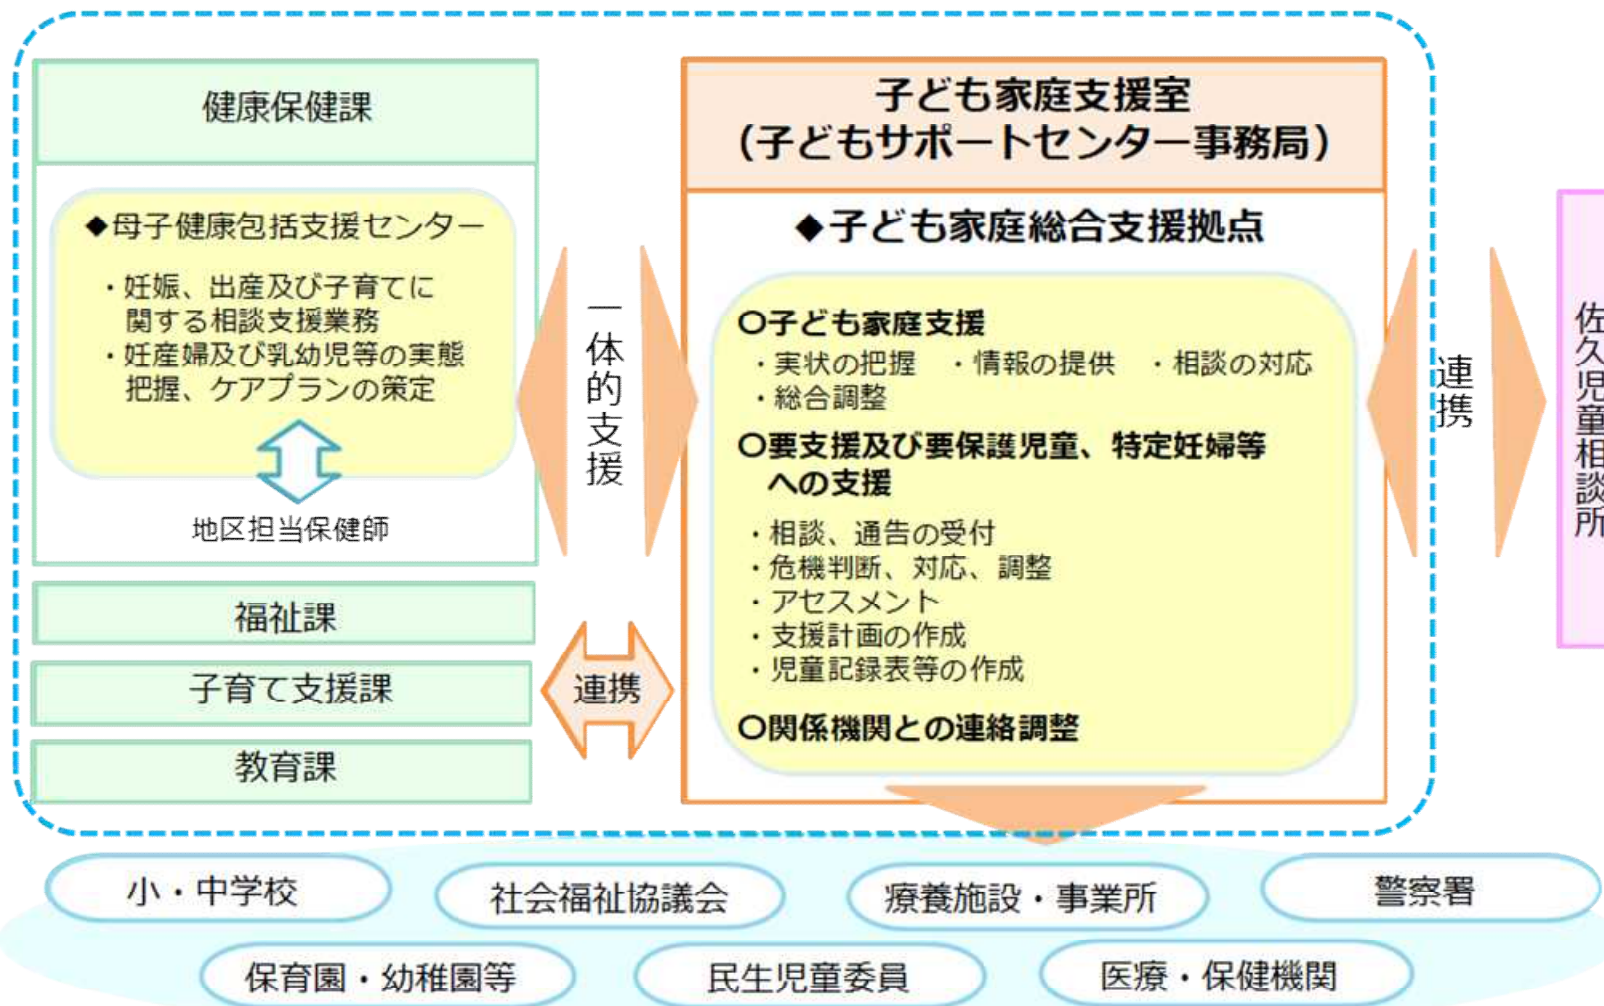 健康保健課
◆母子健康包括支援センター
・妊娠、出産及び子育てに
関する相談支援業務
・妊産婦及び乳幼児等の実態
把握、ケアプランの策定
地区担当保健師
福祉課
子育て支援課
教育課
一体的支援
連携
子ども家庭支援室
（子どもサポートセンター事務局）
◆子ども家庭総合支援拠点
〇子ども家庭支援
・実状の把握　・情報の提供　・相談の対応
・総合調整
〇要支援及び要保護児童、特定妊婦等
への支援
・相談、通告の受付
・危機判断、対応、調整
・アセスメント
・支援計画の作成
・児童記録表等の作成
〇関係機関との連絡調整
連携
佐久児童相談所
小・中学校
社会福祉協議会
療養施設・事業所
警察署
保育園・幼稚園等
民生児童委員
医療・保健機関